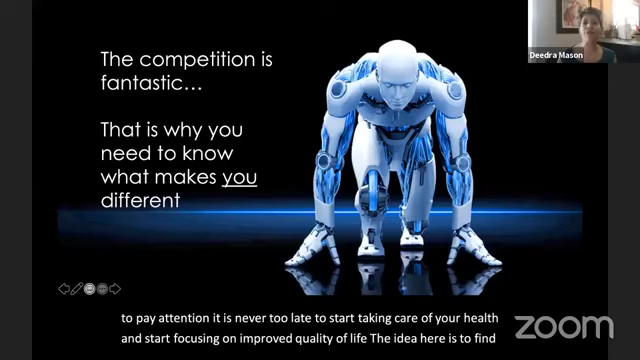 The competition is
fantastic...
That is why you
need to know
what makes you
different
Deedra Mason
to pay attention it is never too late to start taking care of your health
and start focusing on improved quality of life The idea here is to find
zoom